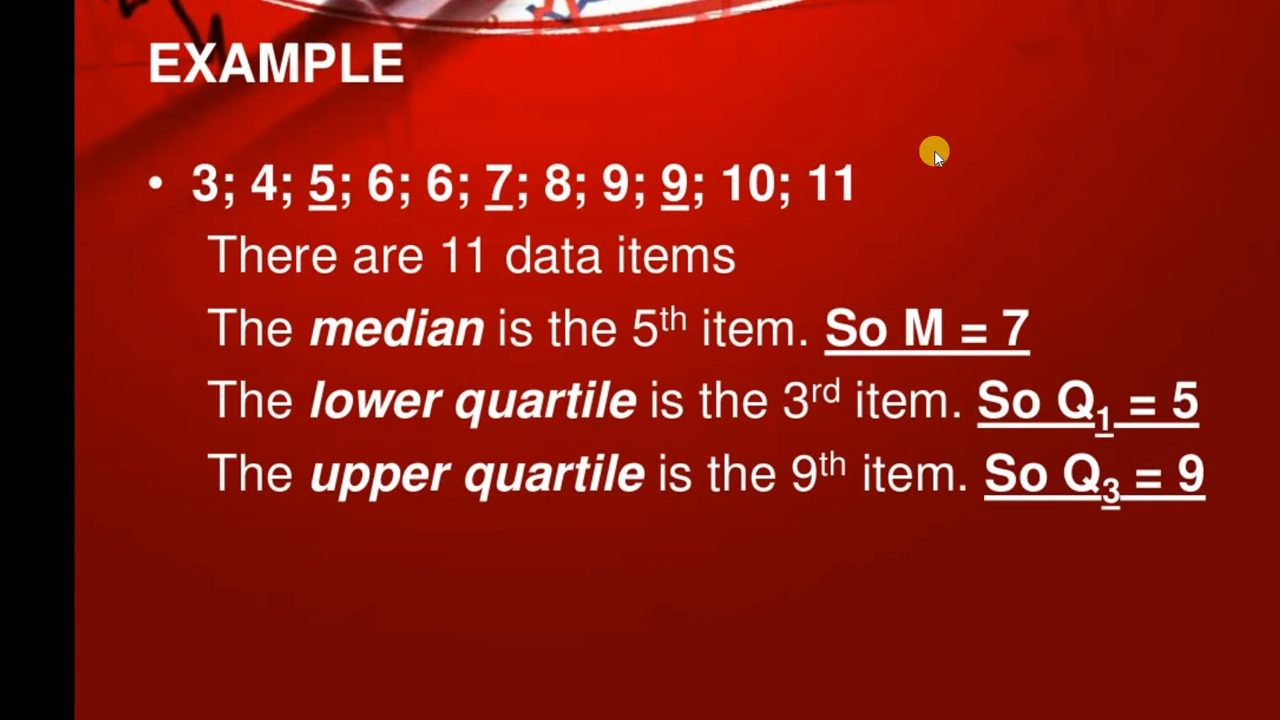 EXAMPLE
• 3; 4; 5; 6; 6; 7; 8; 9; 9; 10; 11
There are 11 data items
The median is the 5th item. So M = 7
The lower quartile is the 3rd item. So Q1 = 5
The upper quartile is the 9th item. So Q3 = 9